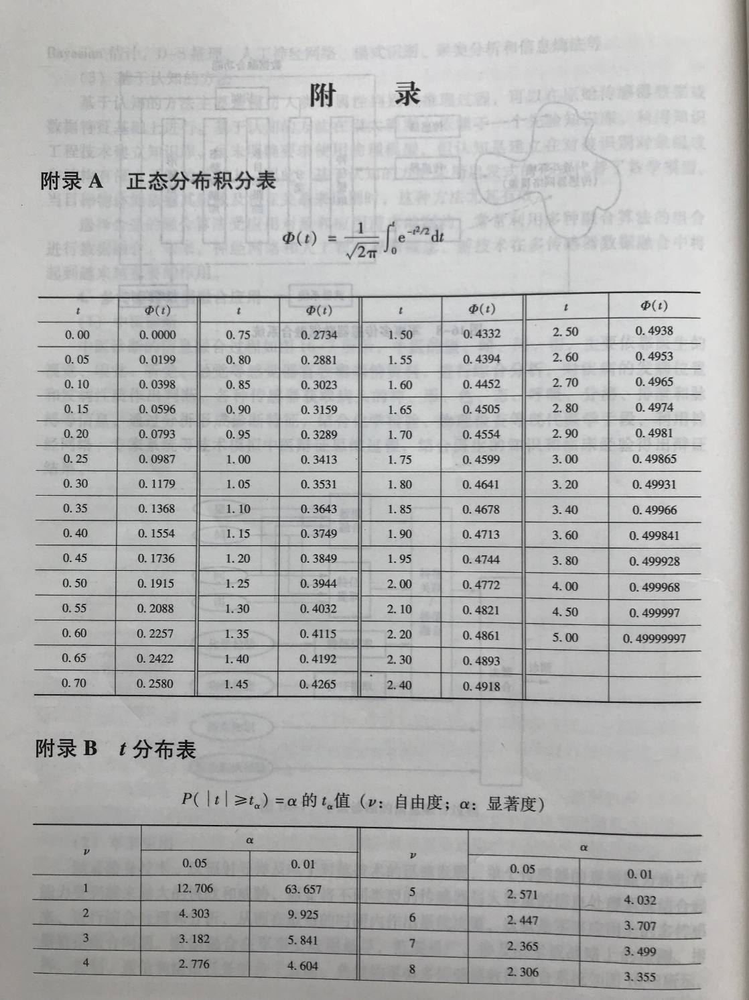 附 录
附录 A 正态分布积分表
Φ(t) = 1/√2π ∫₀ᵗ e^(-t²/2) dt
t Φ(t) t Φ(t) t Φ(t) t Φ(t)
0.00 0.0000 0.75 0.2734 1.50 0.4332 2.50 0.4938
0.05 0.0199 0.80 0.2881 1.55 0.4394 2.60 0.4953
0.10 0.0398 0.85 0.3023 1.60 0.4452 2.70 0.4965
0.15 0.0596 0.90 0.3159 1.65 0.4505 2.80 0.4974
0.20 0.0793 0.95 0.3289 1.70 0.4554 2.90 0.4981
0.25 0.0987 1.00 0.3413 1.75 0.4599 3.00 0.49865
0.30 0.1179 1.05 0.3531 1.80 0.4641 3.20 0.49931
0.35 0.1368 1.10 0.3643 1.85 0.4678 3.40 0.49966
0.40 0.1554 1.15 0.3749 1.90 0.4713 3.60 0.499841
0.45 0.1736 1.20 0.3849 1.95 0.4744 3.80 0.499928
0.50 0.1915 1.25 0.3944 2.00 0.4772 4.00 0.499968
0.55 0.2088 1.30 0.4032 2.10 0.4821 4.50 0.499997
0.60 0.2257 1.35 0.4115 2.20 0.4861 5.00 0.49999997
0.65 0.2422 1.40 0.4192 2.30 0.4893
0.70 0.2580 1.45 0.4265 2.40 0.4918
附录 B t 分布表
P(|t|≥tα)=α 的 tα值（ν：自由度；α：显著度）
ν α ν α
0.05 0.01 0.05 0.01
1 12.706 63.657 5 2.571 4.032
2 4.303 9.925 6 2.447 3.707
3 3.182 5.841 7 2.365 3.499
4 2.776 4.604 8 2.306 3.355